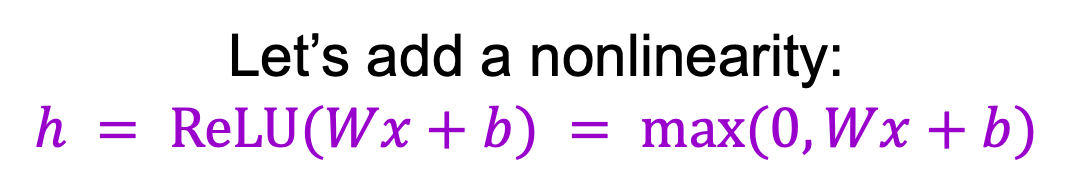 Let’s add a nonlinearity:
ℎ = ReLU(𝑊𝑥 + 𝑏) = max(0, 𝑊𝑥 + 𝑏)